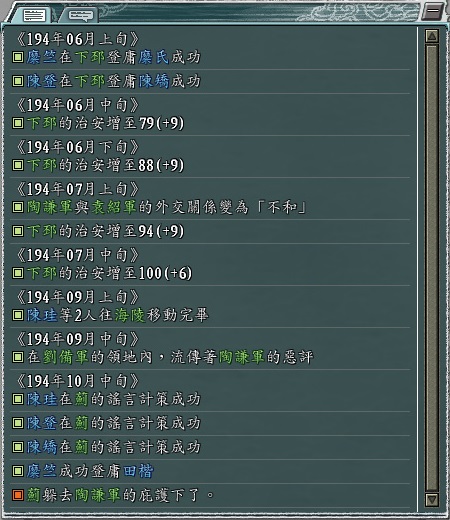 《194年06月上旬》
糜竺在下邳登庸糜氏成功
陳登在下邳登庸陳矯成功
《194年06月中旬》
下邳的治安增至79(+9)
《194年06月下旬》
下邳的治安增至88(+9)
《194年07月上旬》
陶謙軍與袁紹軍的外交關係變為「不和」
下邳的治安增至94(+9)
《194年07月中旬》
下邳的治安增至100(+6)
《194年09月上旬》
陳珪等2人往海陵移動完畢
《194年09月中旬》
在劉備軍的領地內，流傳著陶謙軍的惡評
《194年10月中旬》
陳珪在薊的謠言計策成功
陳登在薊的謠言計策成功
陳矯在薊的謠言計策成功
糜竺成功登庸田楷
薊躲去陶謙軍的庇護下了。